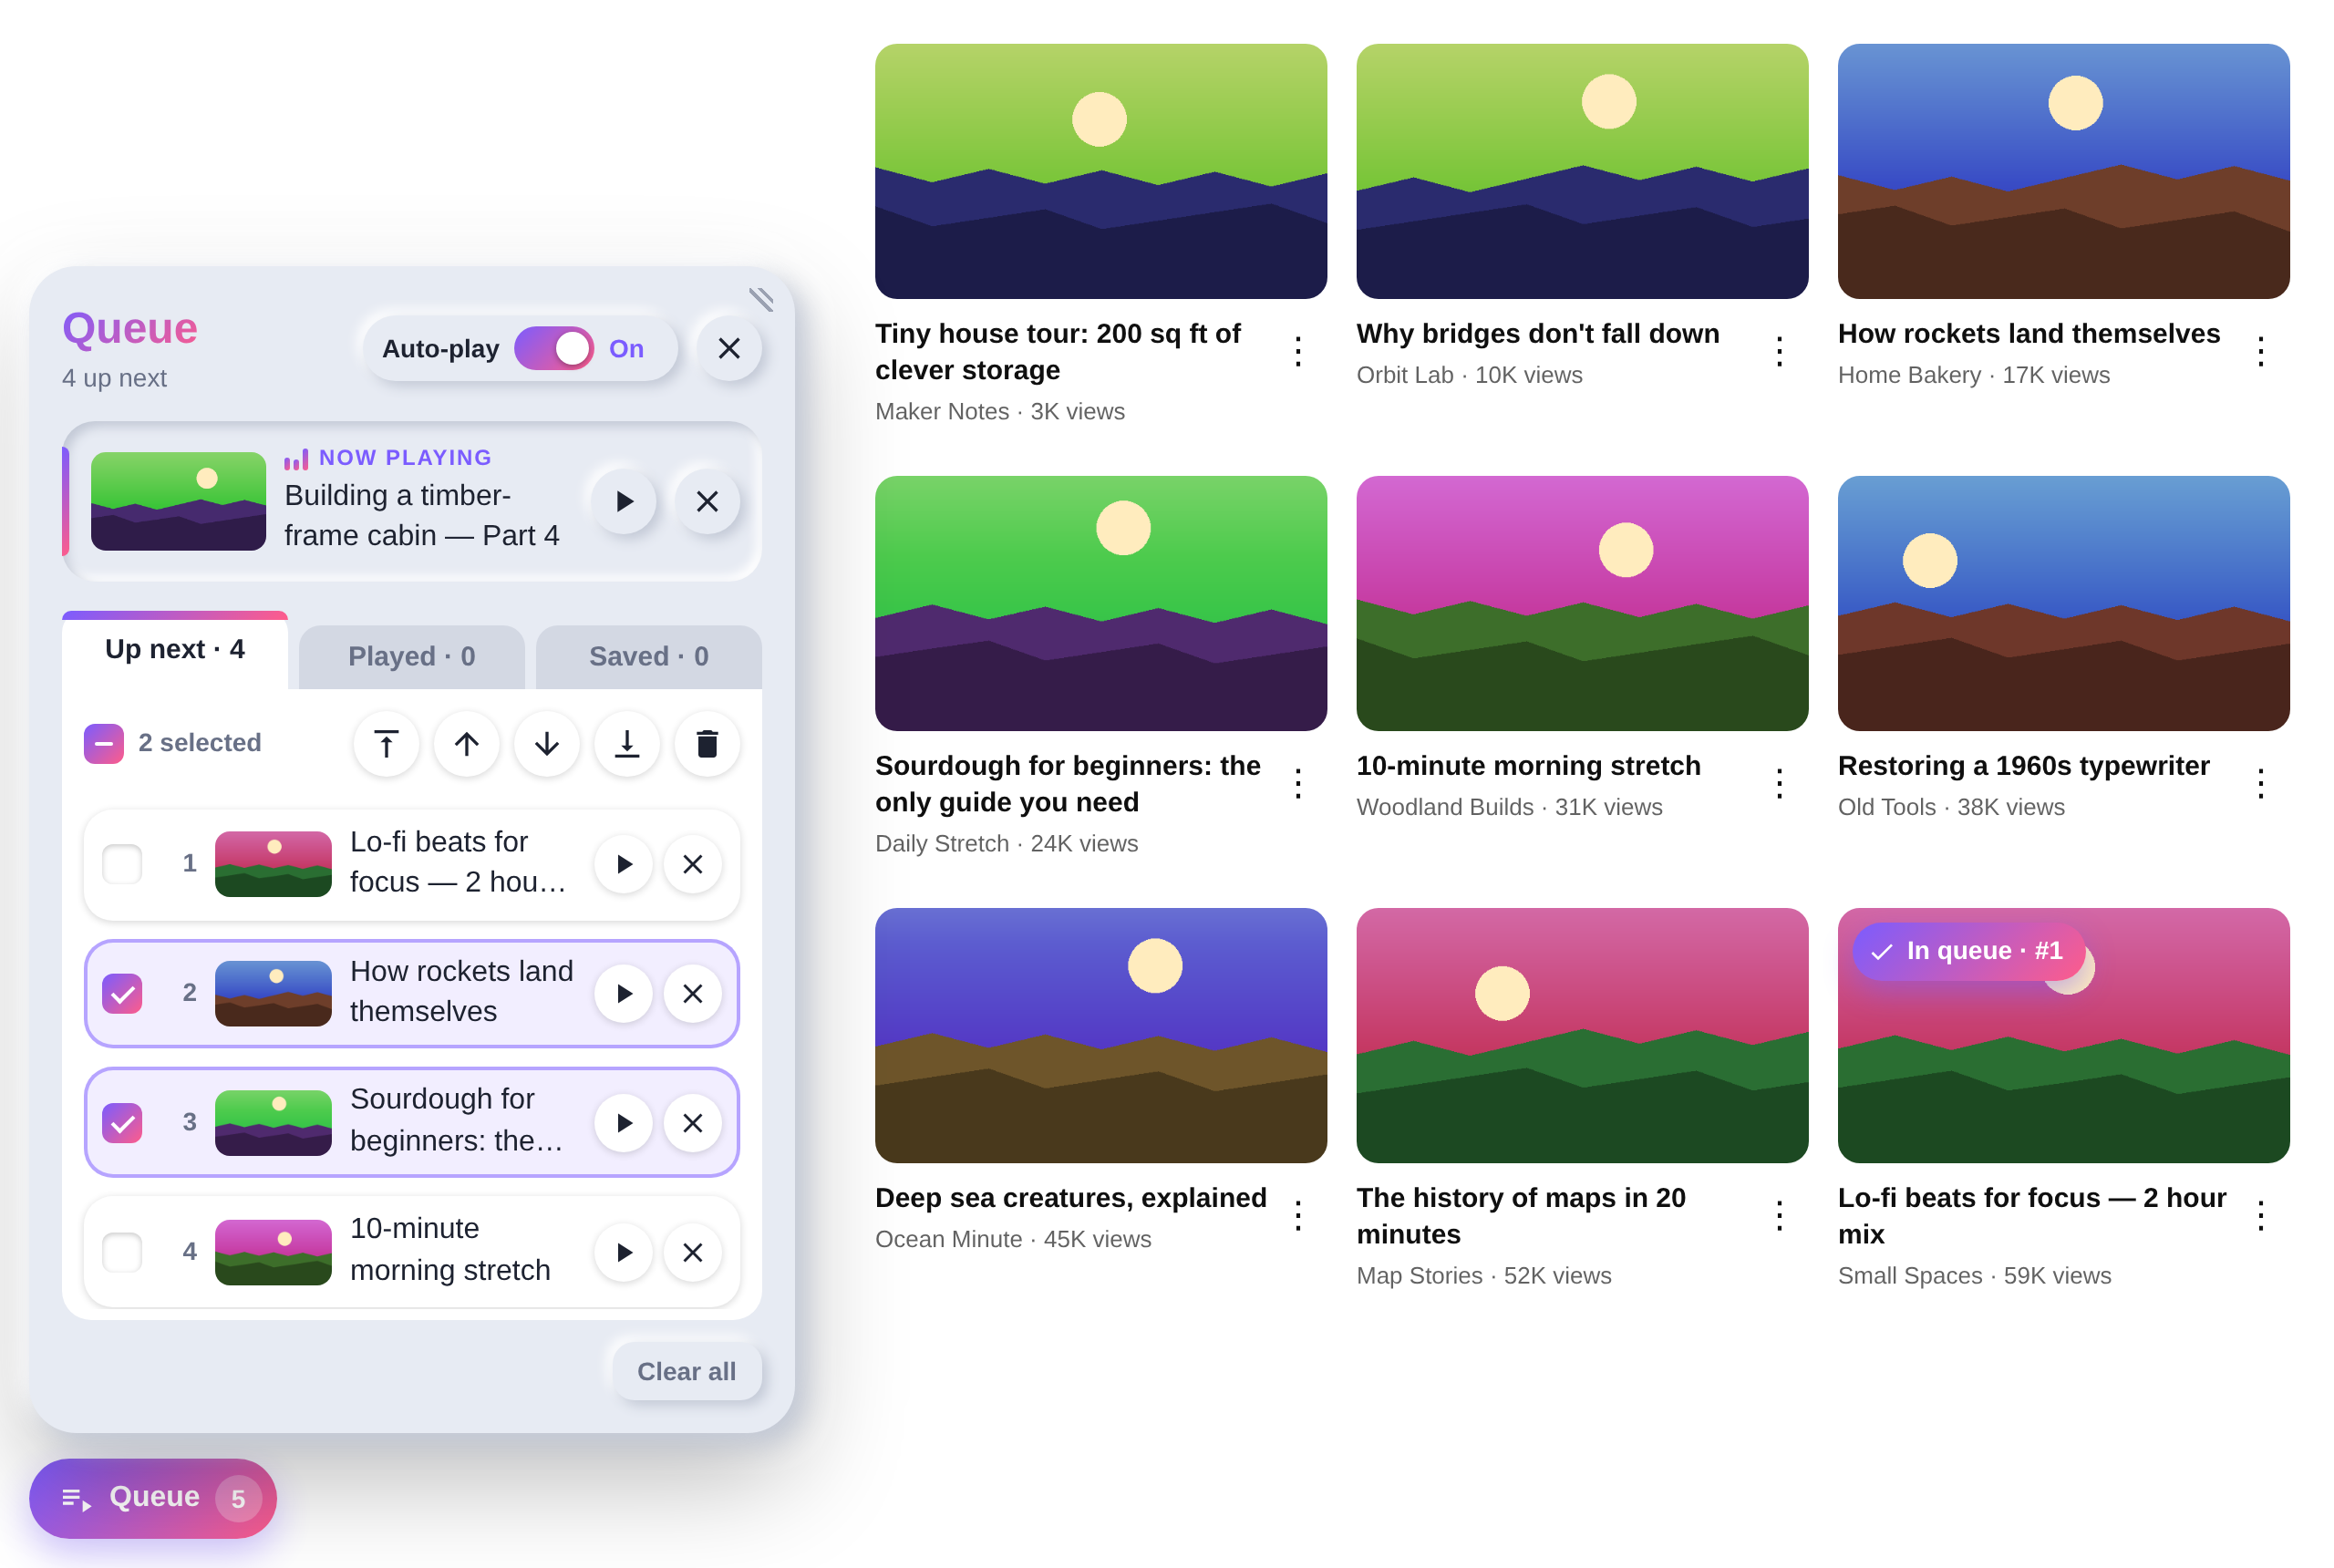 Queue
4 up next
Auto-play On
NOW PLAYING
Building a timber-
frame cabin — Part 4
Up next · 4
Played · 0
Saved · 0
2 selected
1
Lo-fi beats for
focus — 2 hou…
2
How rockets land
themselves
3
Sourdough for
beginners: the…
4
10-minute
morning stretch
Clear all
Queue 5
Tiny house tour: 200 sq ft of
clever storage
Maker Notes · 3K views
Why bridges don't fall down
Orbit Lab · 10K views
How rockets land themselves
Home Bakery · 17K views
Sourdough for beginners: the
only guide you need
Daily Stretch · 24K views
10-minute morning stretch
Woodland Builds · 31K views
Restoring a 1960s typewriter
Old Tools · 38K views
Deep sea creatures, explained
Ocean Minute · 45K views
The history of maps in 20
minutes
Map Stories · 52K views
In queue · #1
Lo-fi beats for focus — 2 hour
mix
Small Spaces · 59K views